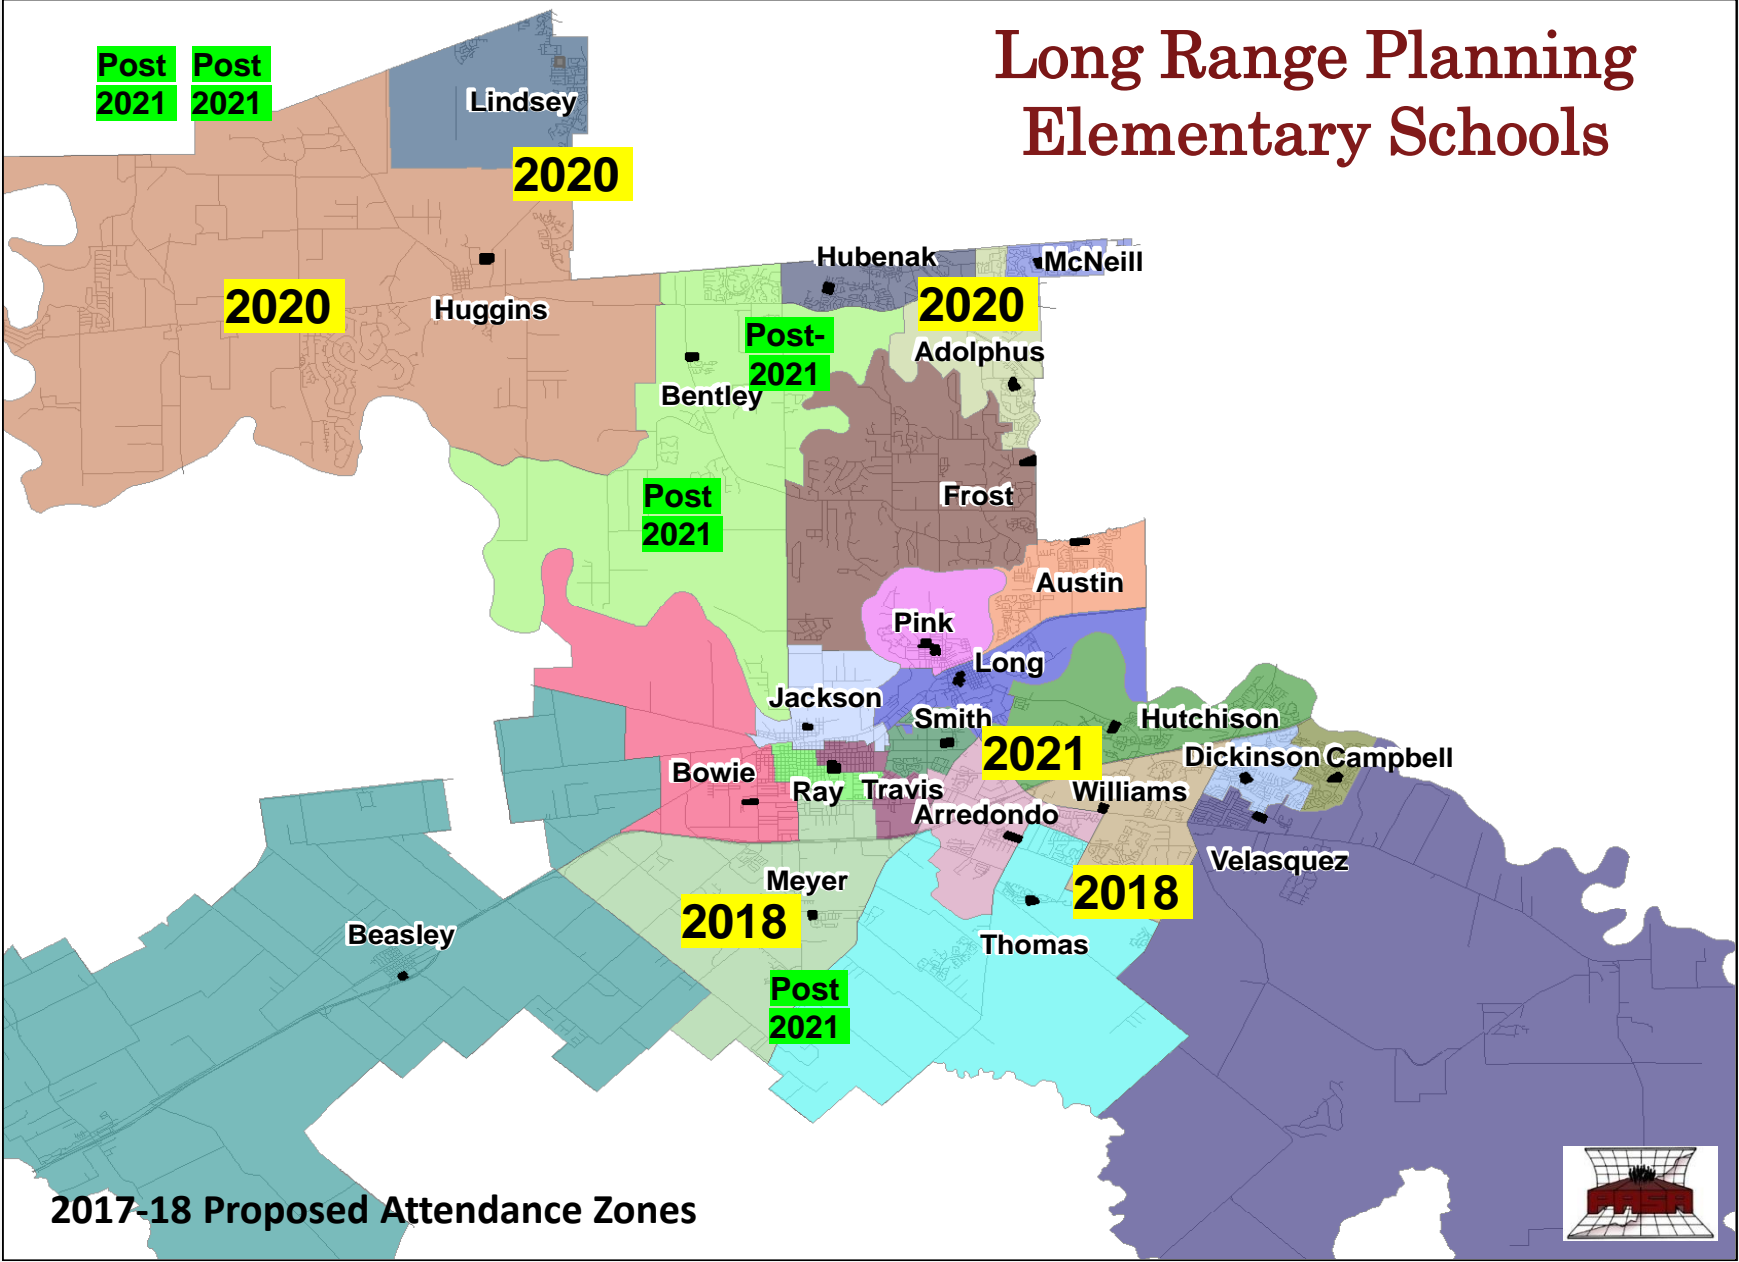 Long Range Planning
Elementary Schools
Post Post
2021 2021
Lindsey
2020
Hubenak
McNeill
2020
Huggins
2020
Post-
2021
Adolphus
Bentley
Post
2021
Frost
Austin
Pink
Long
Jackson
Smith
Hutchison
2021
Dickinson
Campbell
Bowie
Ray
Travis
Williams
Arredondo
Velasquez
Meyer
2018
2018
Beasley
Thomas
Post
2021
2017-18 Proposed Attendance Zones